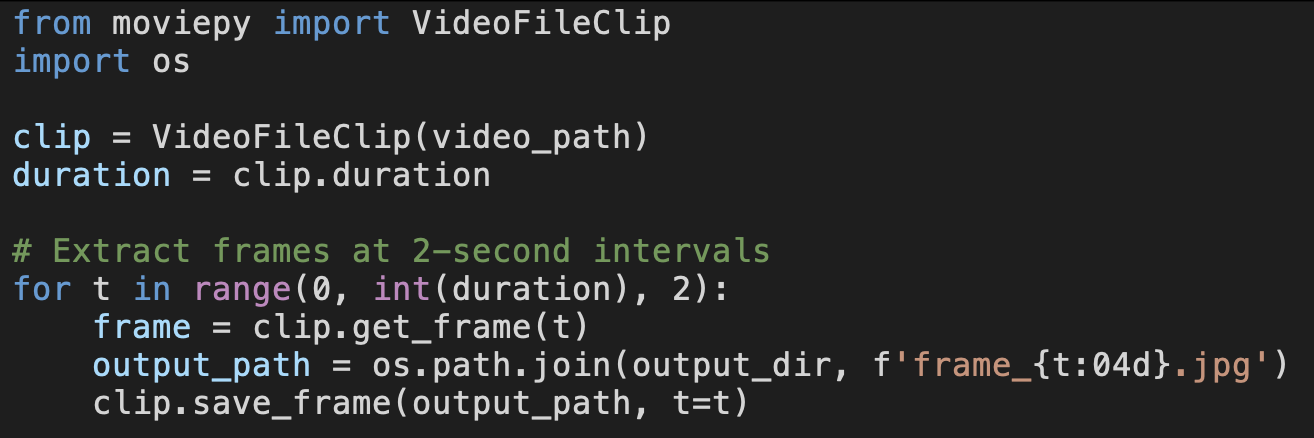 from moviepy import VideoFileClip
import os

clip = VideoFileClip(video_path)
duration = clip.duration

# Extract frames at 2-second intervals
for t in range(0, int(duration), 2):
    frame = clip.get_frame(t)
    output_path = os.path.join(output_dir, f'frame_{t:04d}.jpg')
    clip.save_frame(output_path, t=t)